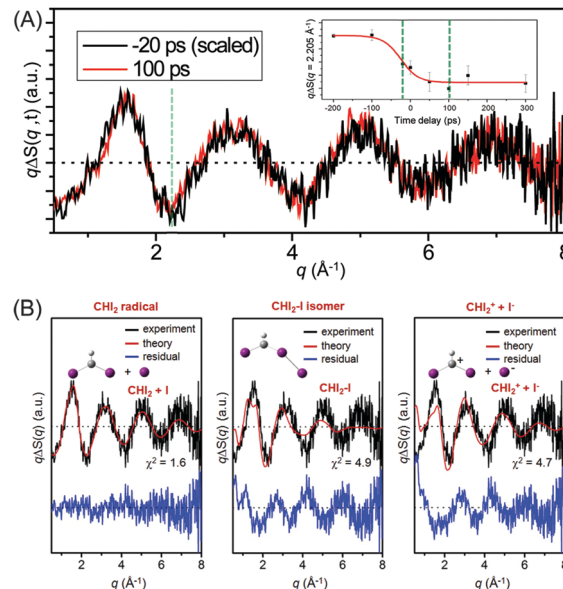 (A)
-20 ps (scaled)
100 ps
qΔS(q ,t) (a.u.)
2 4 6 8
q (Å⁻¹)
qΔS(q = 2.205 Å⁻¹)
-200 -100 0 100 200 300
Time delay (ps)
(B)
CHI₂ radical
experiment
theory
residual
+
CHI₂ + I
χ² = 1.6
qΔS(q) (a.u.)
2 4 6 8
q (Å⁻¹)
CHI₂-I isomer
experiment
theory
residual
CHI₂-I
χ² = 4.9
0 2 4 6 8
q (Å⁻¹)
CHI₂⁺ + I⁻
experiment
theory
residual
+
+
-
CHI₂⁺ + I⁻
χ² = 4.7
0 2 4 6 8
q (Å⁻¹)